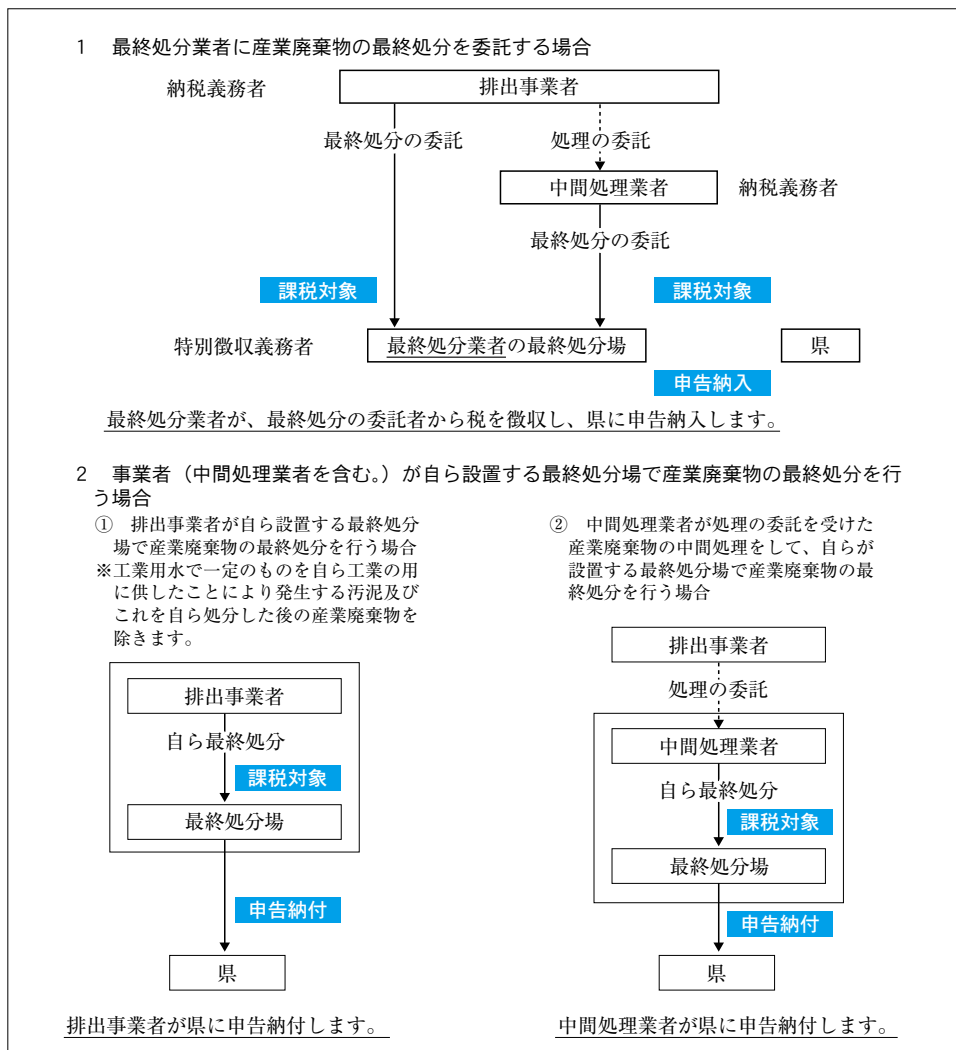 1 最終処分業者に産業廃棄物の最終処分を委託する場合
納税義務者
排出事業者
最終処分の委託
処理の委託
中間処理業者
納税義務者
最終処分の委託
課税対象
課税対象
特別徴収義務者
最終処分業者の最終処分場
県
申告納入
最終処分業者が、最終処分の委託者から税を徴収し、県に申告納入します。
2 事業者（中間処理業者を含む。）が自ら設置する最終処分場で産業廃棄物の最終処分を行
う場合
① 排出事業者が自ら設置する最終処分
場で産業廃棄物の最終処分を行う場合
※工業用水で一定のものを自ら工業の用
に供したことにより発生する汚泥及び
これを自ら処分した後の産業廃棄物を
除きます。
排出事業者
自ら最終処分
課税対象
最終処分場
申告納付
県
排出事業者が県に申告納付します。
② 中間処理業者が処理の委託を受けた
産業廃棄物の中間処理をして、自らが
設置する最終処分場で産業廃棄物の最
終処分を行う場合
排出事業者
処理の委託
中間処理業者
自ら最終処分
課税対象
最終処分場
申告納付
県
中間処理業者が県に申告納付します。